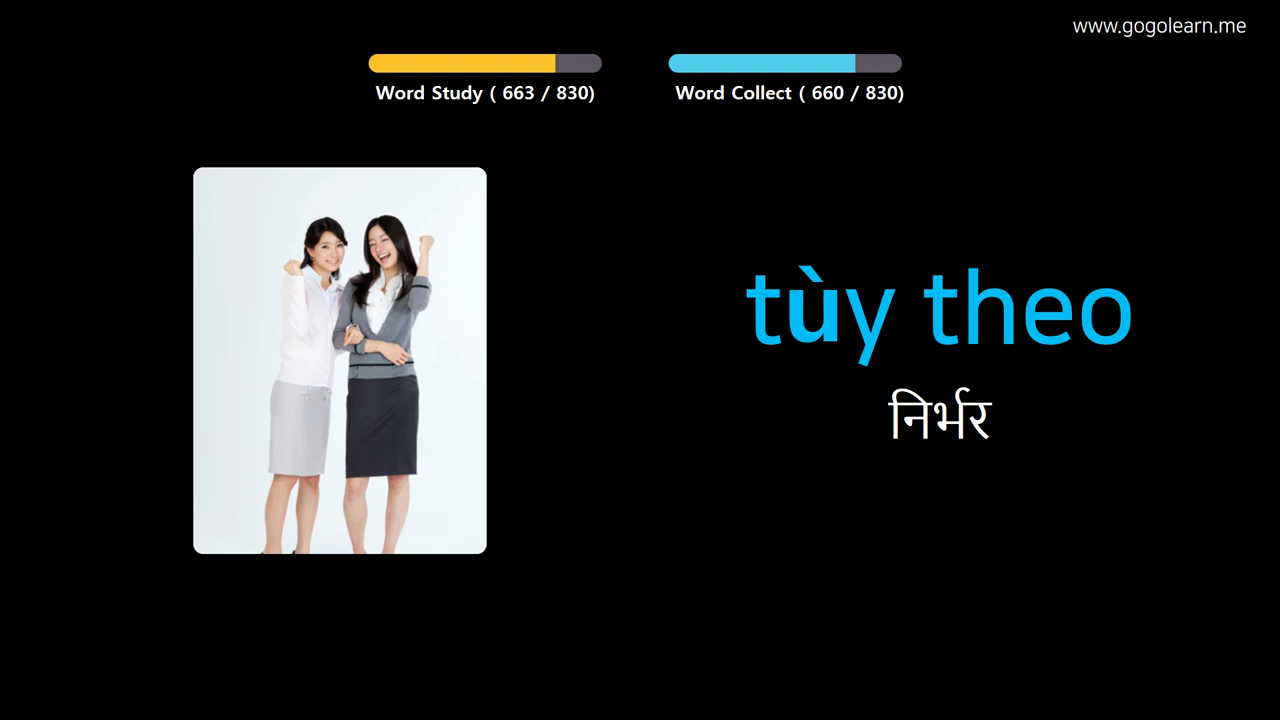 www.gogolearn.me
Word Study ( 663 / 830)
Word Collect ( 660 / 830)
tùy theo
निर्भर